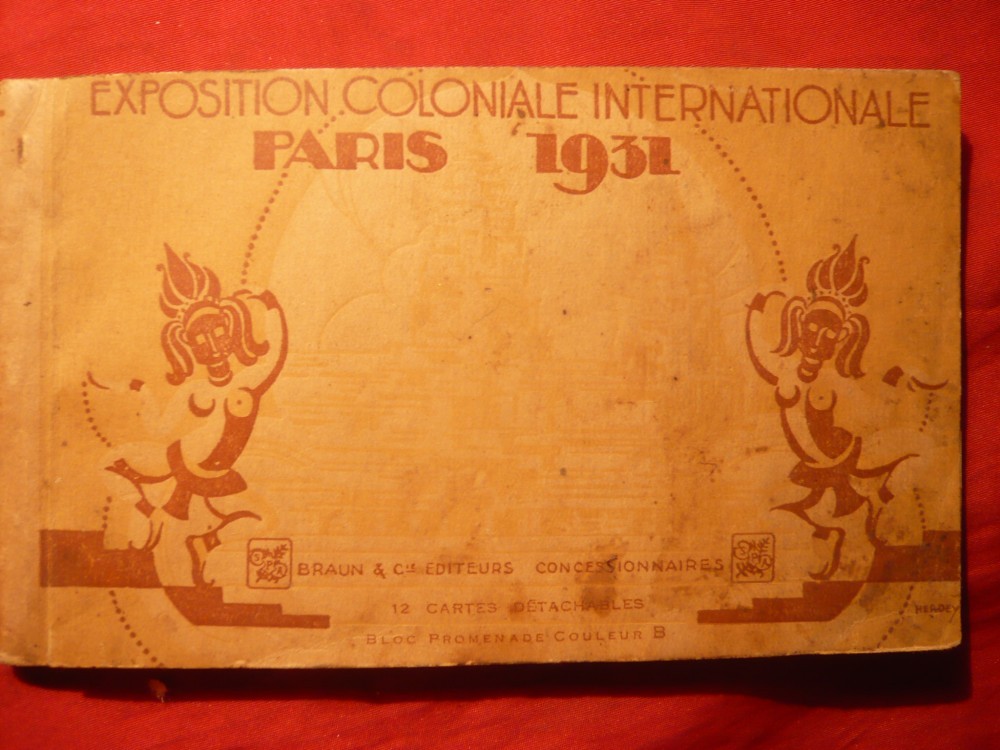 EXPOSITION COLONIALE INTERNATIONALE
PARIS 1931
BRAUN & Cie EDITEURS CONCESSIONNAIRES
12 CARTES DÉTACHABLES
BLOC PROMENADE COULEUR B